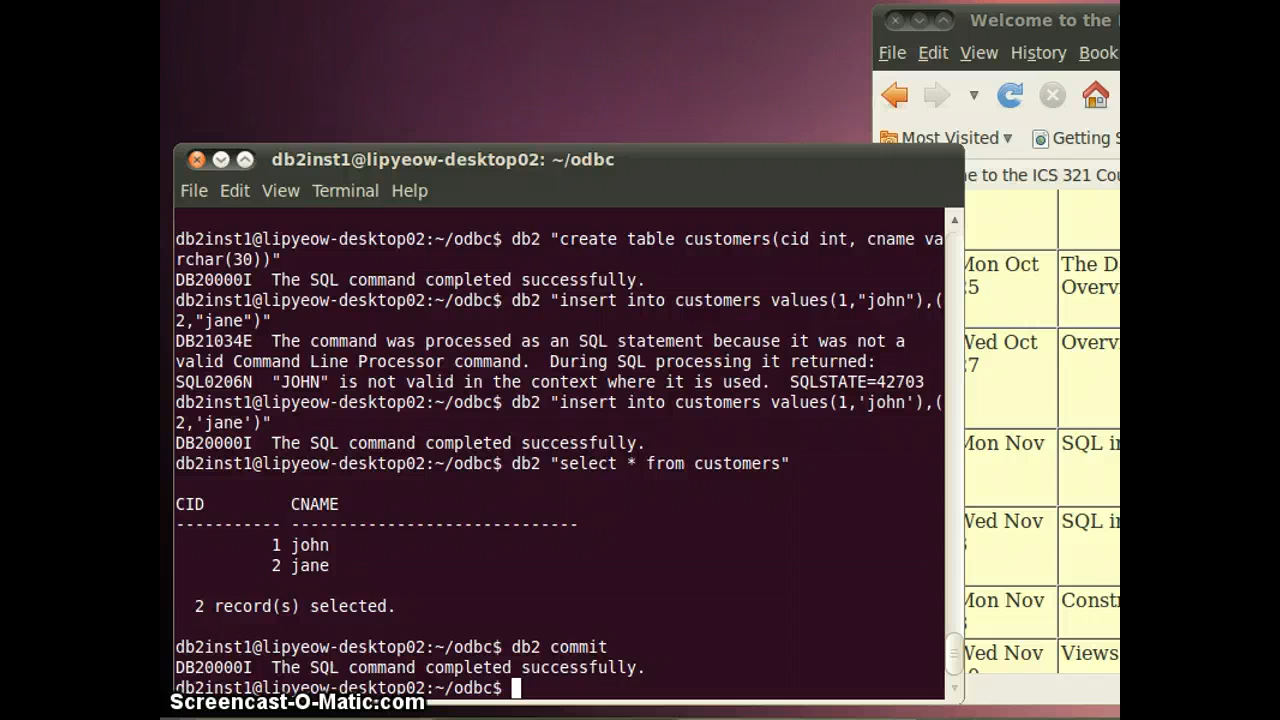 Welcome to the
File Edit View History Book
Most Visited Getting S
e to the ICS 321 Cou
db2inst1@lipyeow-desktop02: ~/odbc
File Edit View Terminal Help
db2inst1@lipyeow-desktop02:~/odbc$ db2 "create table customers(cid int, cname va
rchar(30))"
DB20000I  The SQL command completed successfully.
db2inst1@lipyeow-desktop02:~/odbc$ db2 "insert into customers values(1,"john"),(
2,"jane")"
DB21034E  The command was processed as an SQL statement because it was not a
valid Command Line Processor command.  During SQL processing it returned:
SQL0206N  "JOHN" is not valid in the context where it is used.  SQLSTATE=42703
db2inst1@lipyeow-desktop02:~/odbc$ db2 "insert into customers values(1,'john'),(
2,'jane')"
DB20000I  The SQL command completed successfully.
db2inst1@lipyeow-desktop02:~/odbc$ db2 "select * from customers"
CID         CNAME
----------- ------------------------------
1 john
2 jane
2 record(s) selected.
db2inst1@lipyeow-desktop02:~/odbc$ db2 commit
DB20000I  The SQL command completed successfully.
db2inst1@lipyeow-desktop02:~/odbc$
Mon Oct
The D
25
Overv
Wed Oct
Overv
27
Mon Nov
SQL in
Wed Nov
SQL in
Mon Nov
Constr
Wed Nov
Views
Screencast-O-Matic.com